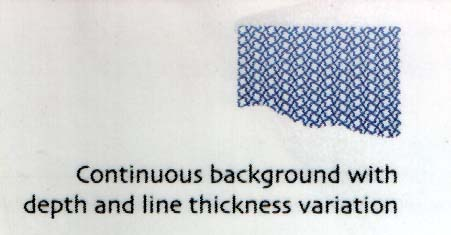 Continuous background with
depth and line thickness variation